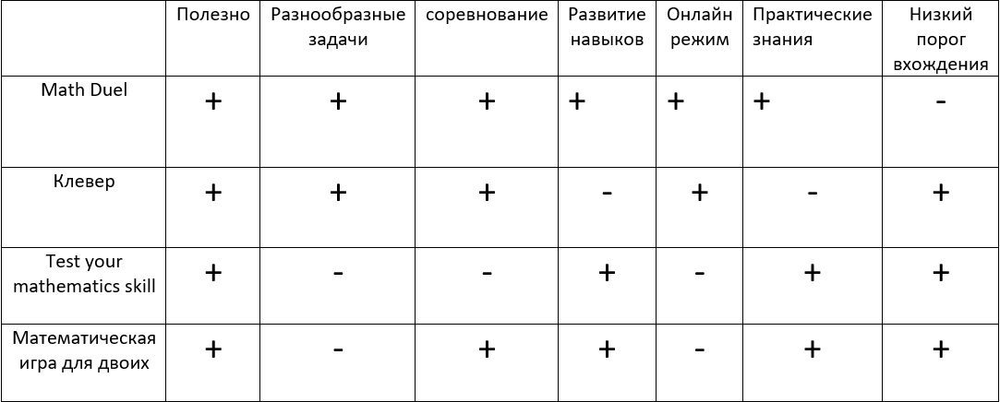 Полезно Разнообразные задачи соревнование Развитие навыков Онлайн режим Практические знания Низкий порог вхождения
Math Duel + + + + + + -
Клевер + + + - + - +
Test your mathematics skill + - - + - + +
Математическая игра для двоих + - + + - + +